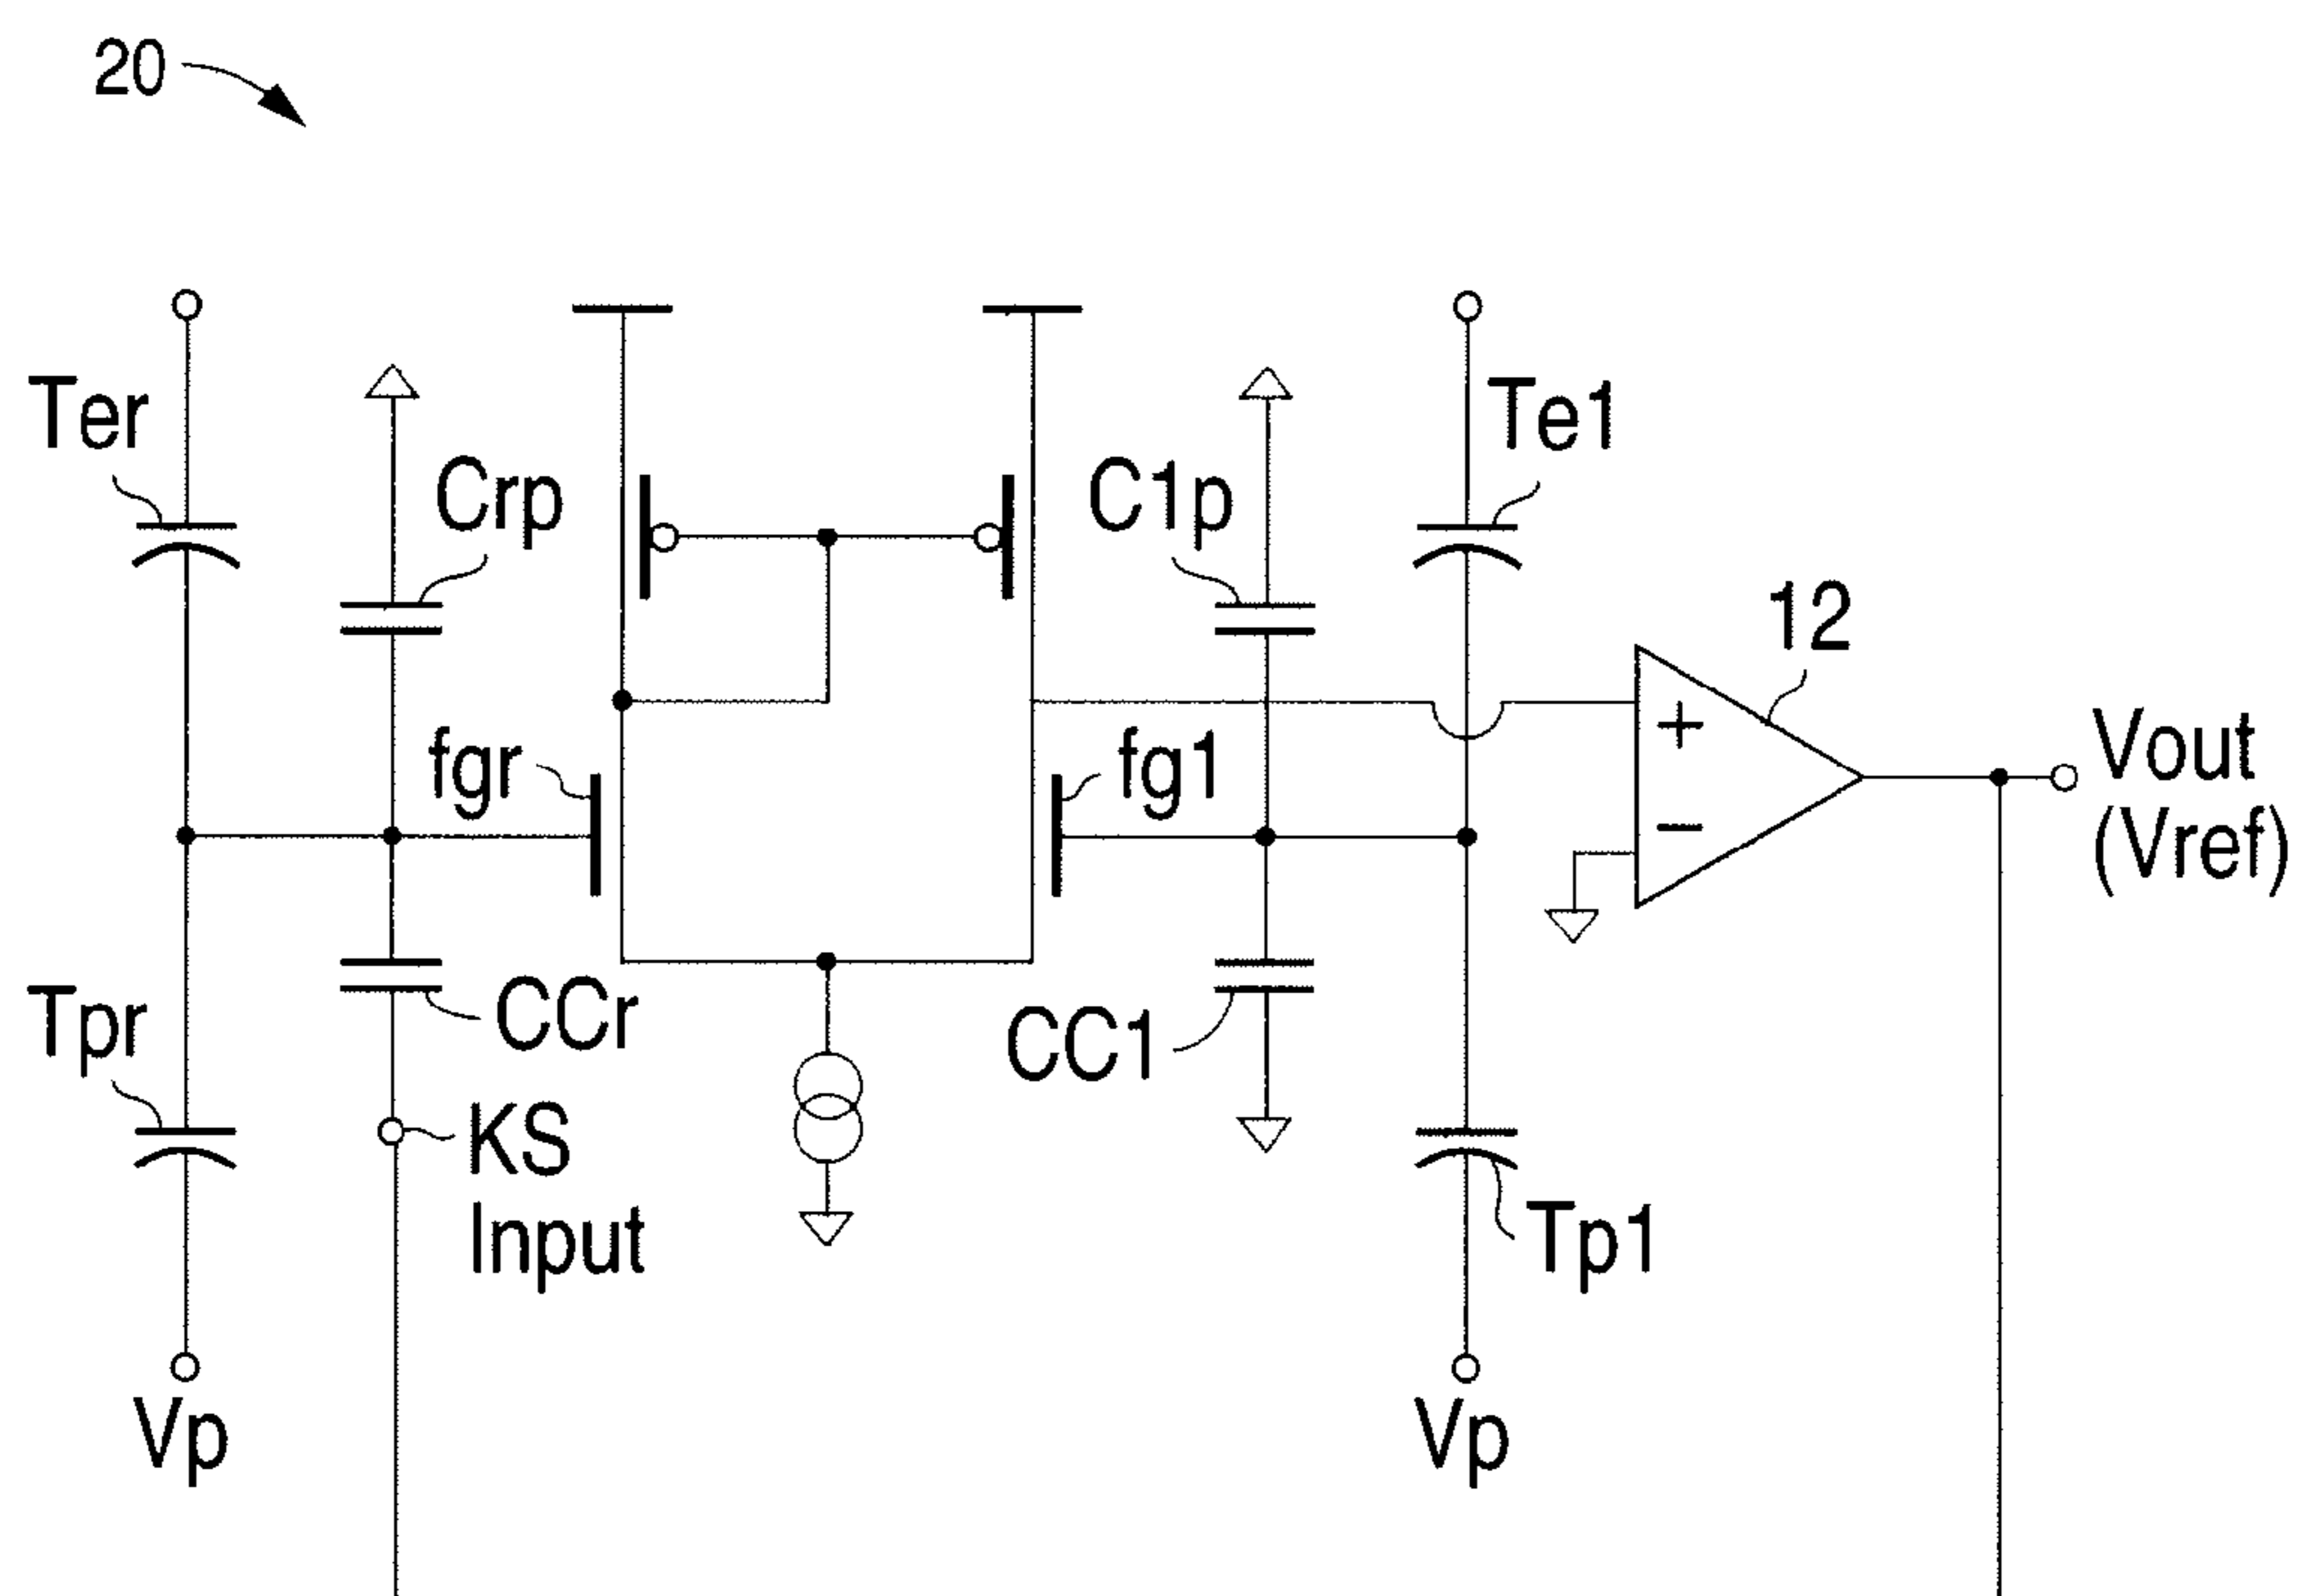 20
Ter
Crp
C1p
Te1
12
fgr
fg1
+
−
Vout
(Vref)
Tpr
CCr
CC1
KS
Input
Tp1
Vp
Vp